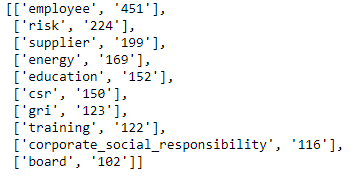 [['employee', '451'],
['risk', '224'],
['supplier', '199'],
['energy', '169'],
['education', '152'],
['csr', '150'],
['gri', '123'],
['training', '122'],
['corporate_social_responsibility', '116'],
['board', '102']]